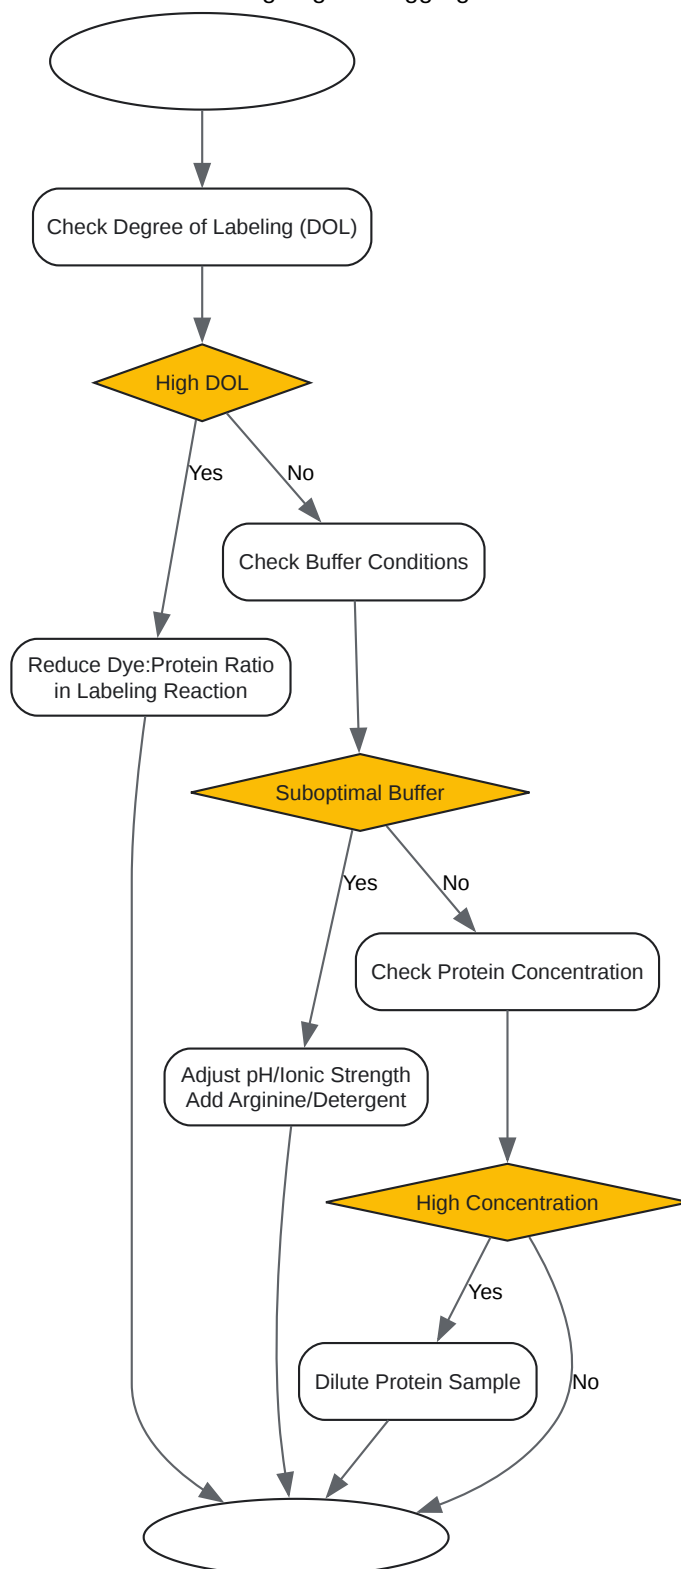 Check Degree of Labeling (DOL)
High DOL
Yes
No
Check Buffer Conditions
Reduce Dye:Protein Ratio
in Labeling Reaction
Suboptimal Buffer
Yes
No
Check Protein Concentration
Adjust pH/Ionic Strength
Add Arginine/Detergent
High Concentration
Yes
Dilute Protein Sample
No